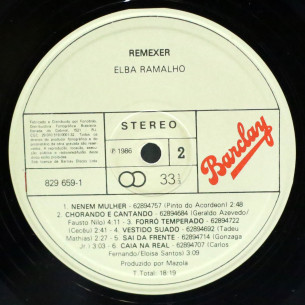 REMEXER
ELBA RAMALHO
STEREO
℗ 1986
2
829 659-1
33 1/3
Barclay
1. NENEM MULHER - 62894757 (Pinto do Acordeon) 2:48
2. CHORANDO E CANTANDO - 62894684 (Geraldo Azevedo/
Fausto Nilo) 4:11 - 3. FORRÓ TEMPERADO - 62894722
(Cecéu) 2:41 - 4. VESTIDO SUADO - 62894692 (Tadeu
Mathias) 2:27 - 5. SAI DA FRENTE - 62894714 (Gonzaga
Jr.) 3:03 - 6. CAIA NA REAL - 62894707 (Carlos
Fernando/Eloisa Santos) 3:09
Produzido por Mazola
T Total: 18:19